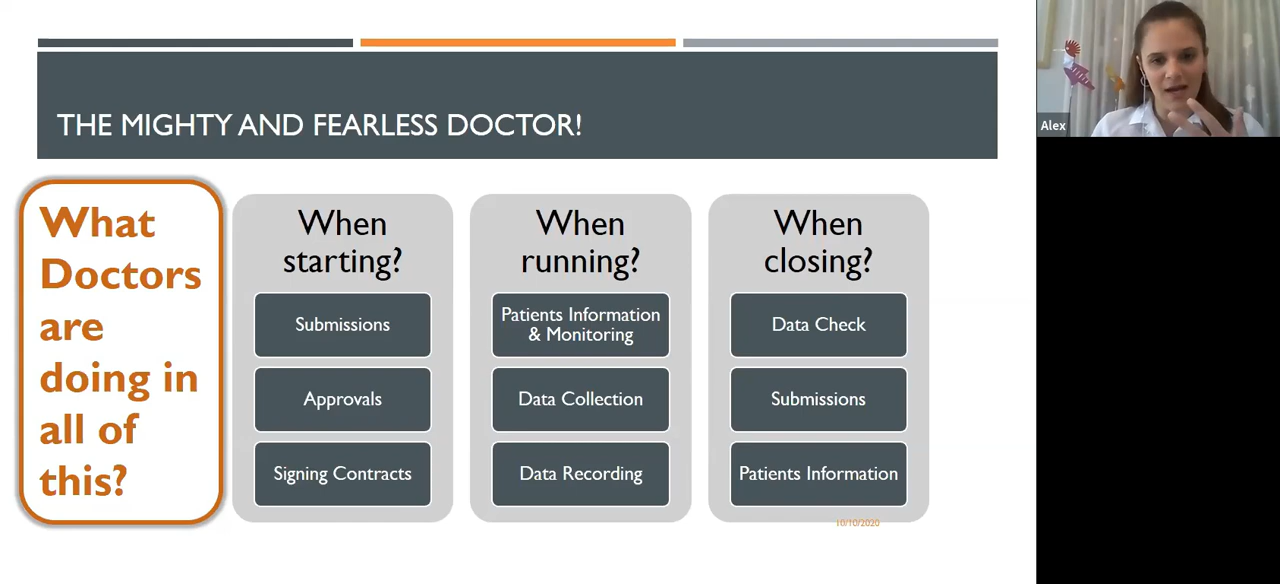 THE MIGHTY AND FEARLESS DOCTOR!
What
Doctors
are
doing in
all of
this?
When
starting?
Submissions
Approvals
Signing Contracts
When
running?
Patients Information
& Monitoring
Data Collection
Data Recording
When
closing?
Data Check
Submissions
Patients Information
10/10/2020
Alex